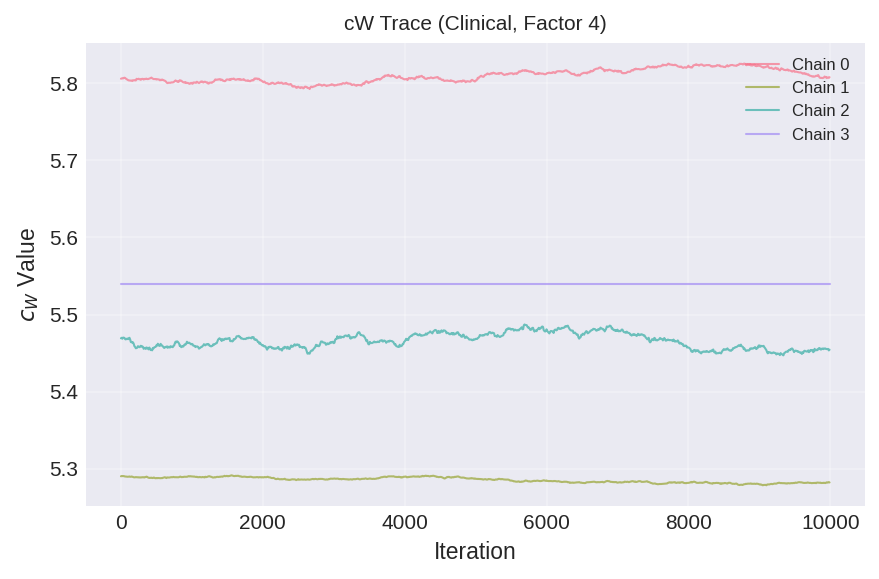 cW Trace (Clinical, Factor 4)
Chain 0
Chain 1
Chain 2
Chain 3
5.8
5.7
5.6
5.5
5.4
5.3
c_W Value
0 2000 4000 6000 8000 10000
Iteration